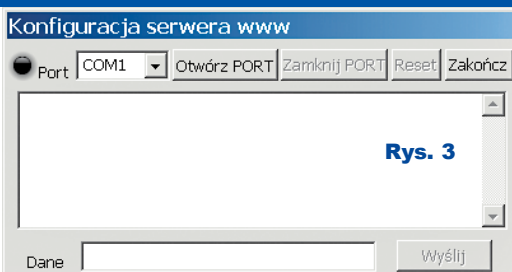 Konfiguracja serwera www
Port COM1 Otwórz PORT Zamknij PORT Reset Zakończ
Rys. 3
Dane Wyślij